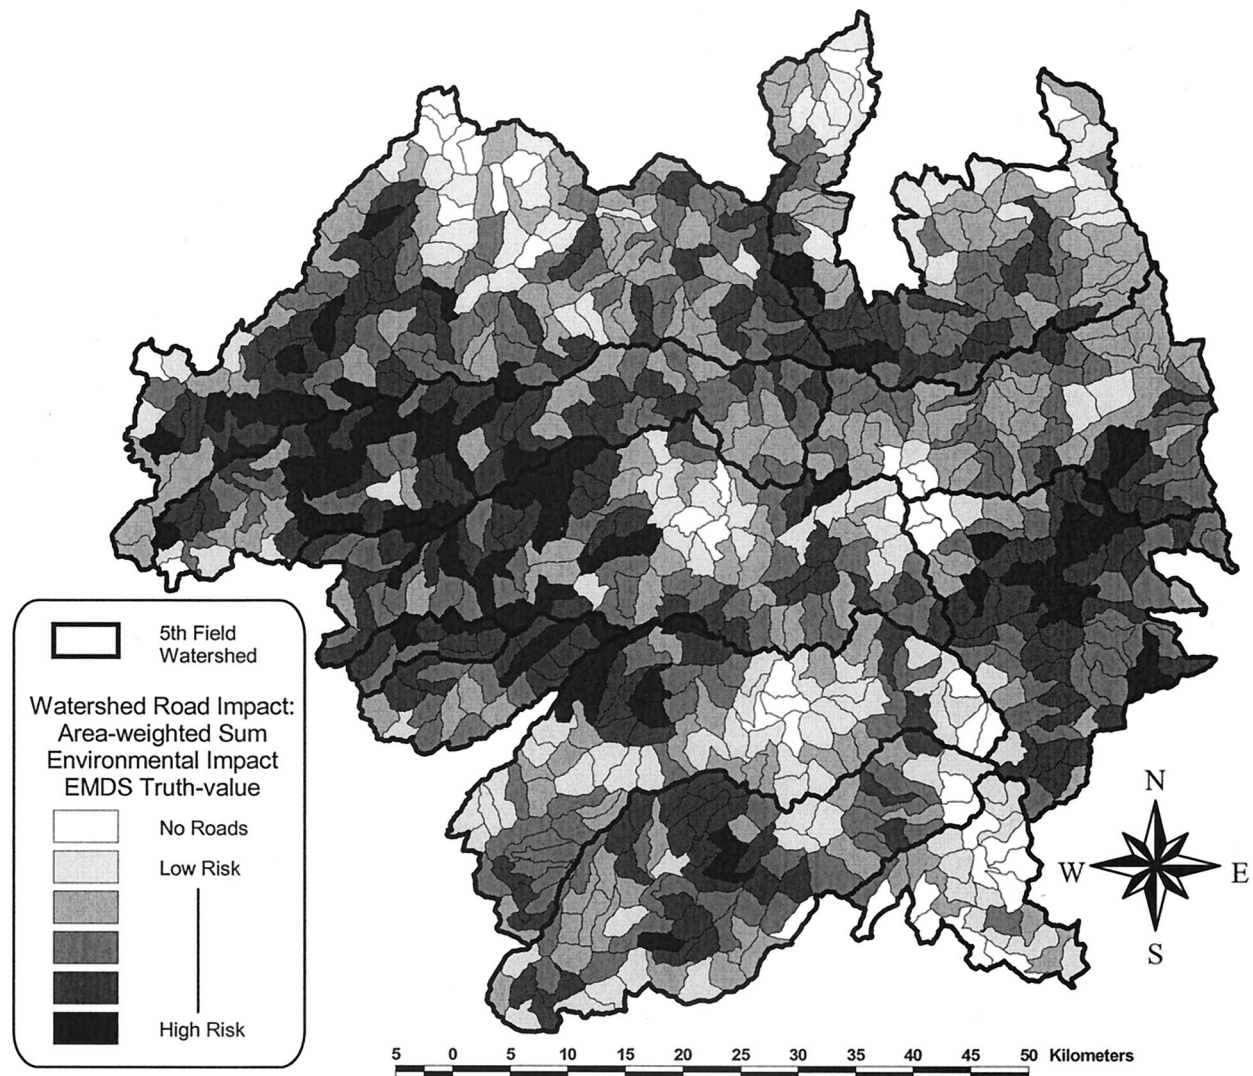 5th Field
Watershed
Watershed Road Impact:
Area-weighted Sum
Environmental Impact
EMDS Truth-value
No Roads
Low Risk
High Risk
N
W E
S
5 0 5 10 15 20 25 30 35 40 45 50 Kilometers